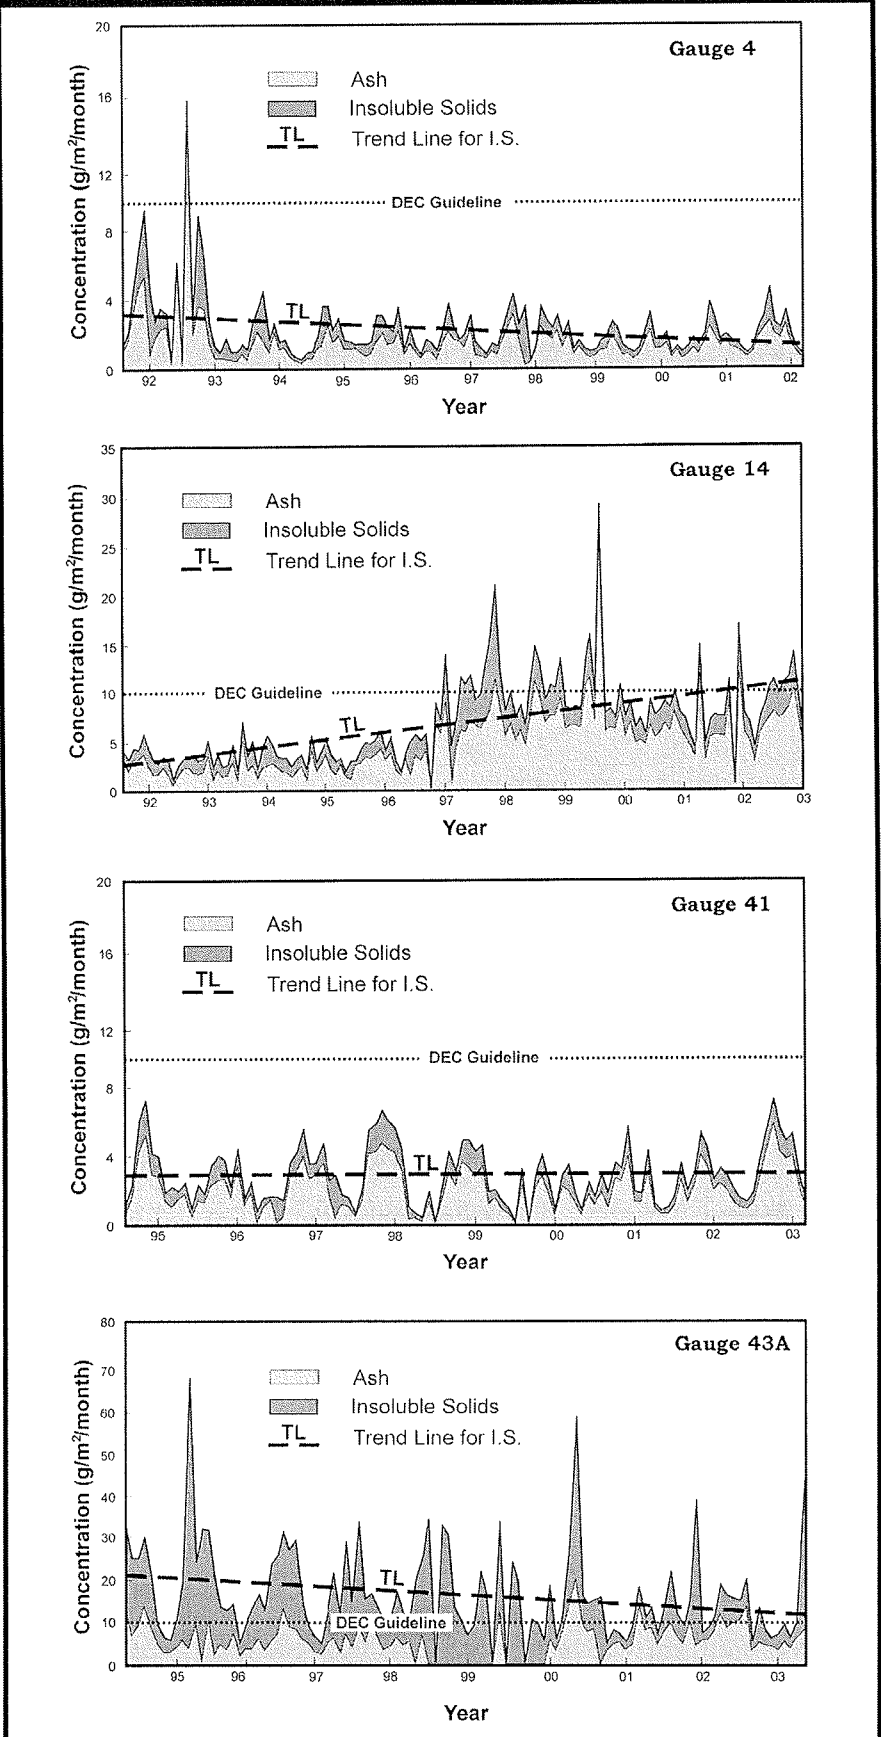 Gauge 4
Concentration (g/m²/month)
20
16
12
8
4
0
Ash
Insoluble Solids
TL
Trend Line for I.S.
DEC Guideline
TL
92 93 94 95 96 97 98 99 00 01 02
Year
Gauge 14
Concentration (g/m²/month)
35
30
25
20
15
10
5
0
Ash
Insoluble Solids
TL
Trend Line for I.S.
DEC Guideline
TL
92 93 94 95 96 97 98 99 00 01 02 03
Year
Gauge 41
Concentration (g/m²/month)
20
16
12
8
4
0
Ash
Insoluble Solids
TL
Trend Line for I.S.
DEC Guideline
TL
95 96 97 98 99 00 01 02 03
Year
Gauge 43A
Concentration (g/m²/month)
80
70
60
50
40
30
20
10
0
Ash
Insoluble Solids
TL
Trend Line for I.S.
TL
DEC Guideline
95 96 97 98 99 00 01 02 03
Year